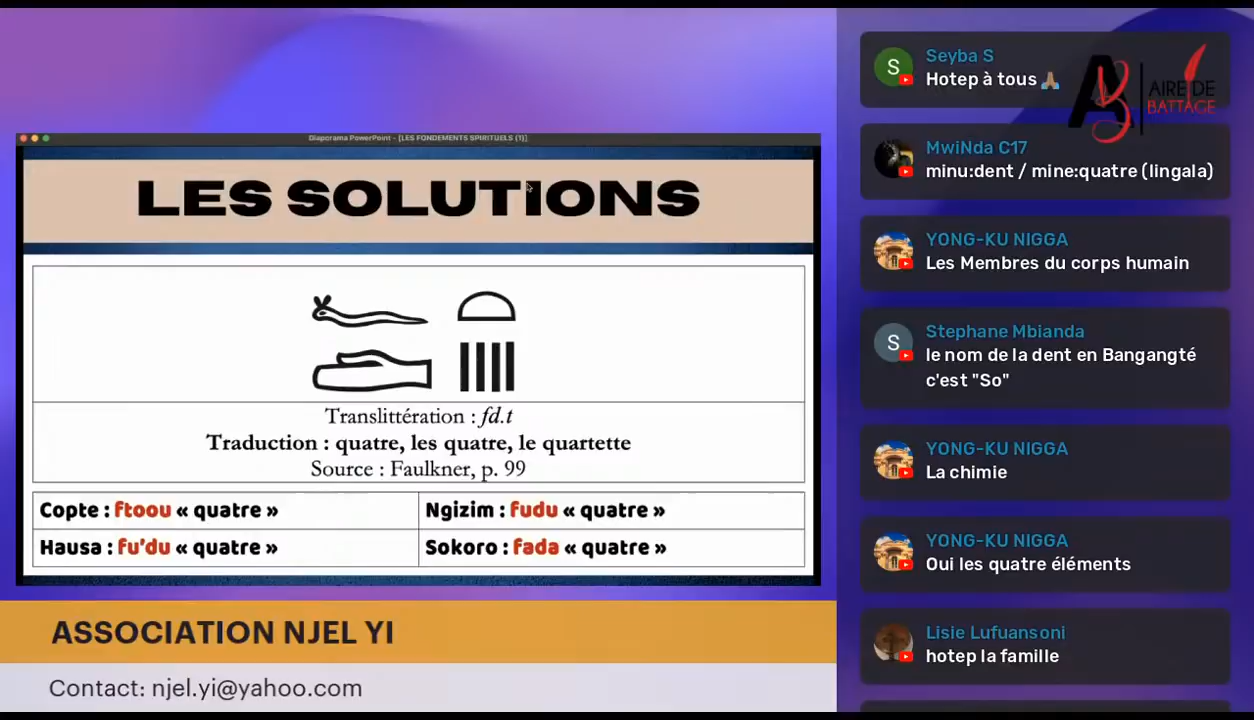 Diaporama PowerPoint - [LES FONDEMENTS SPIRITUELS (1)]
LES SOLUTIONS
Translittération : fd.t
Traduction : quatre, les quatre, le quartette
Source : Faulkner, p. 99
Copte : ftoou « quatre »
Ngizim : fudu « quatre »
Hausa : fu’du « quatre »
Sokoro : fada « quatre »
ASSOCIATION NJEL YI
Contact: njel.yi@yahoo.com
AB
AIRE DE
BATTAGE
S
Seyba S
Hotep à tous🙏🏽
MwiNda C17
minu:dent / mine:quatre (lingala)
YONG-KU NIGGA
Les Membres du corps humain
S
Stephane Mbianda
le nom de la dent en Bangangté
c'est "So"
YONG-KU NIGGA
La chimie
YONG-KU NIGGA
Oui les quatre éléments
Lisie Lufuansoni
hotep la famille